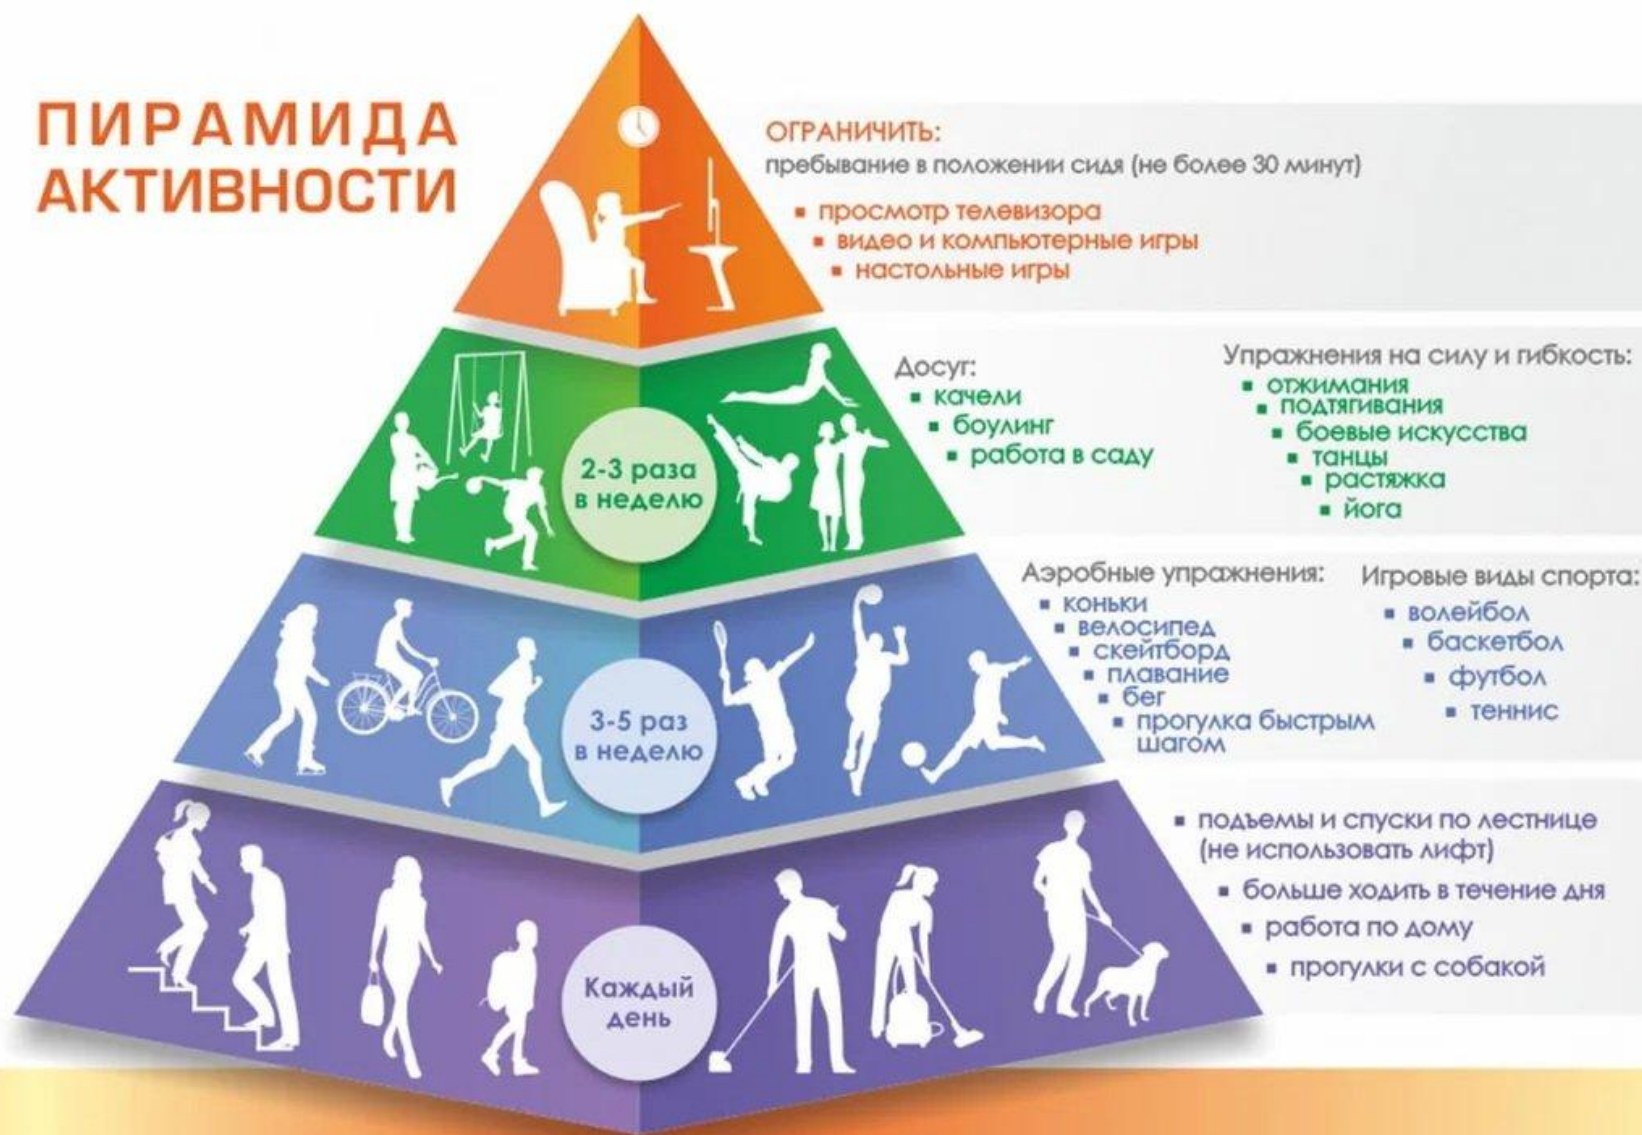 ПИРАМИДА
АКТИВНОСТИ
ОГРАНИЧИТЬ:
пребывание в положении сидя (не более 30 минут)
▪ просмотр телевизора
▪ видео и компьютерные игры
▪ настольные игры
2-3 раза
в неделю
Досуг:
▪ качели
▪ боулинг
▪ работа в саду
Упражнения на силу и гибкость:
▪ отжимания
▪ подтягивания
▪ боевые искусства
▪ танцы
▪ растяжка
▪ йога
3-5 раз
в неделю
Аэробные упражнения:
▪ коньки
▪ велосипед
▪ скейтборд
▪ плавание
▪ бег
▪ прогулка быстрым
шагом
Игровые виды спорта:
▪ волейбол
▪ баскетбол
▪ футбол
▪ теннис
Каждый
день
▪ подъемы и спуски по лестнице
(не использовать лифт)
▪ больше ходить в течение дня
▪ работа по дому
▪ прогулки с собакой